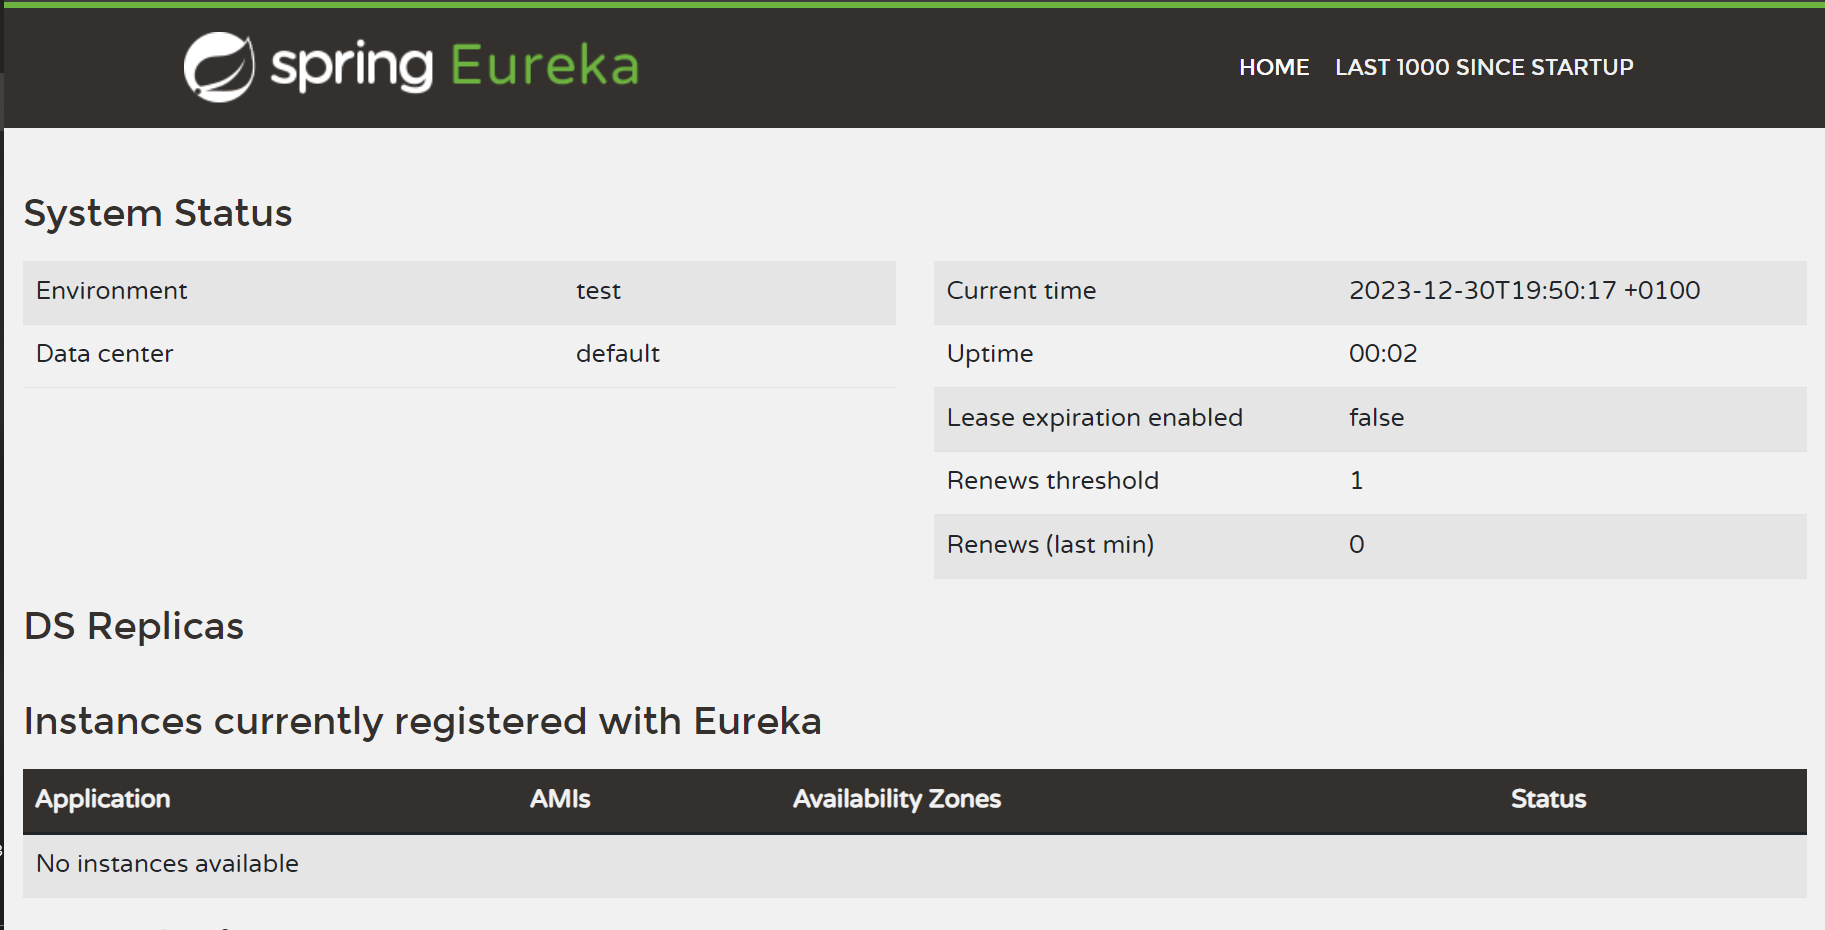 spring Eureka
HOME LAST 1000 SINCE STARTUP
System Status
Environment test
Data center default
Current time 2023-12-30T19:50:17 +0100
Uptime 00:02
Lease expiration enabled false
Renews threshold 1
Renews (last min) 0
DS Replicas
Instances currently registered with Eureka
Application AMIs Availability Zones Status
No instances available